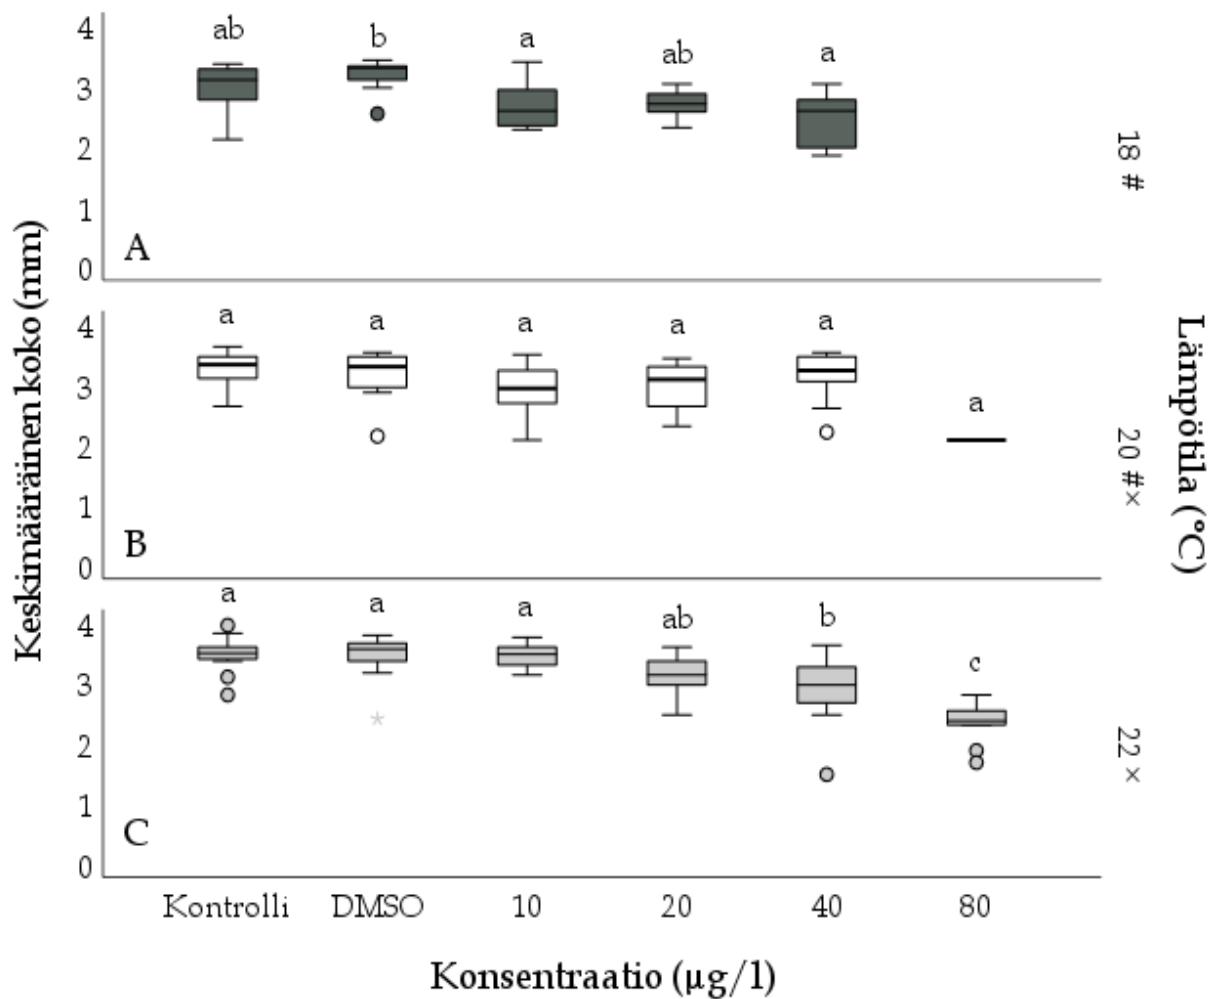 Keskimääräinen koko (mm)
4
3
2
1
0
ab
b
a
ab
a
A
18 #
4
3
2
1
0
a
a
a
a
a
a
B
20 #×
4
3
2
1
0
a
a
a
ab
b
c
C
22 ×
Lämpötila (°C)
Kontrolli DMSO 10 20 40 80
Konsentraatio (µg/l)